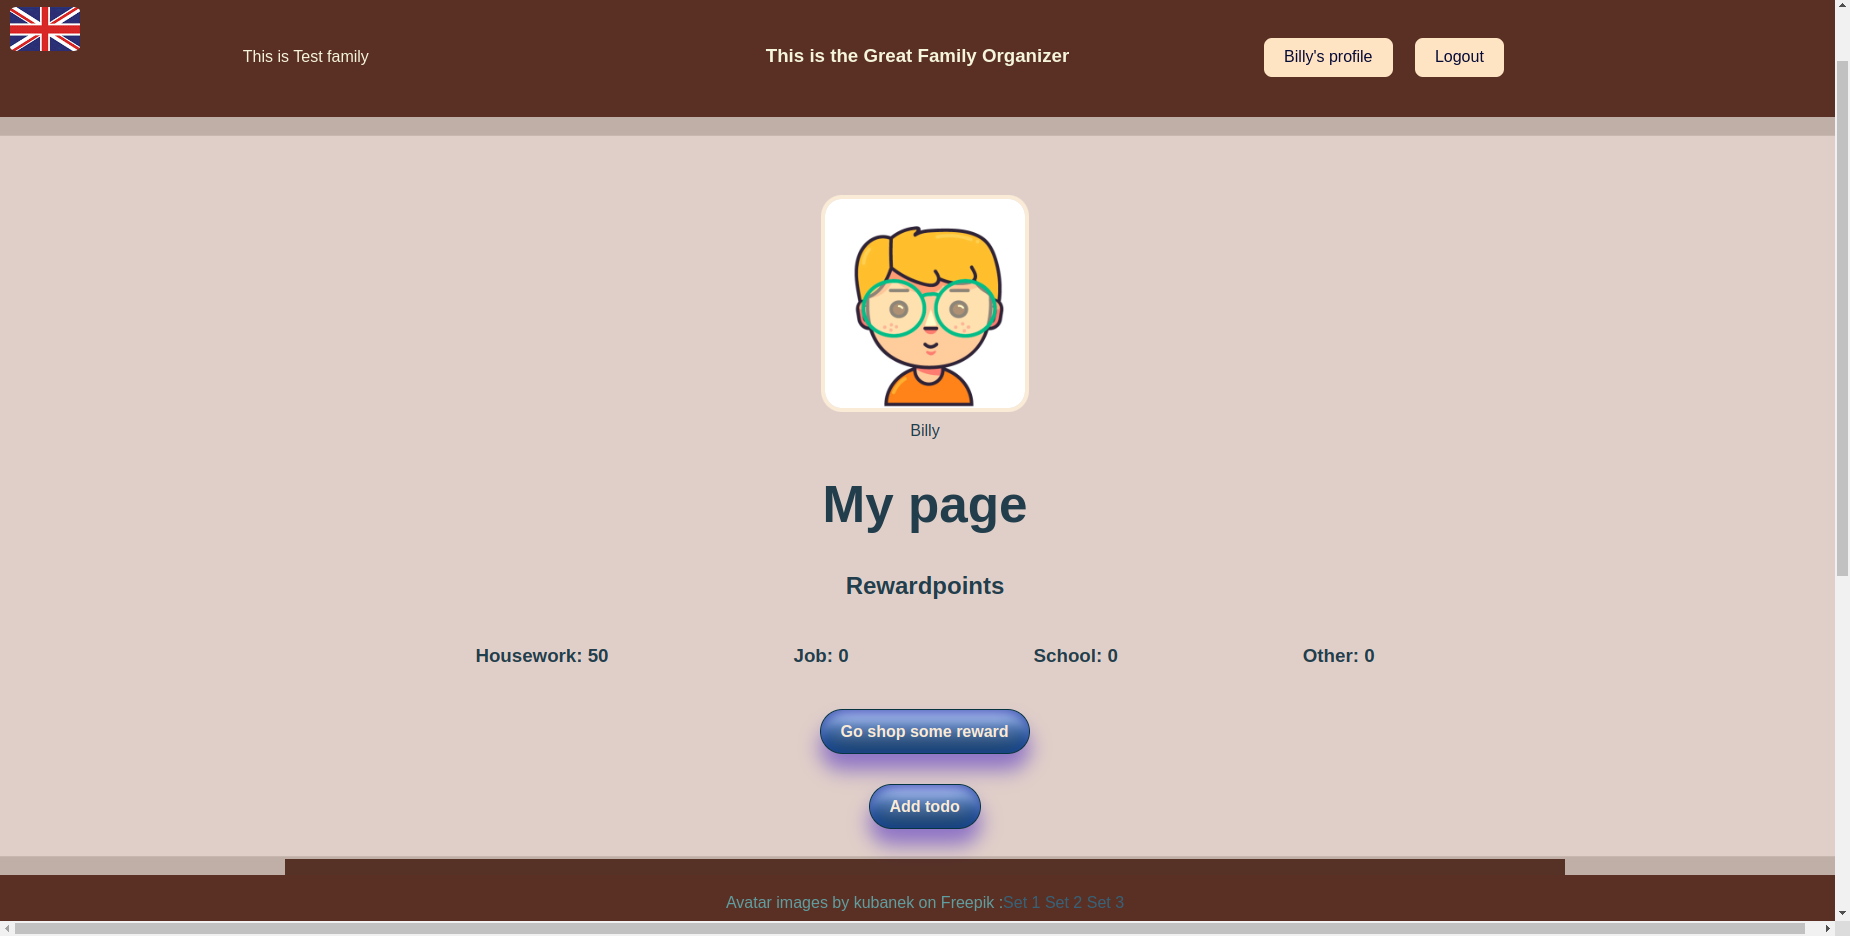 This is Test family
This is the Great Family Organizer
Billy's profile
Logout
Billy
My page
Rewardpoints
Housework: 50
Job: 0
School: 0
Other: 0
Go shop some reward
Add todo
Avatar images by kubanek on Freepik :Set 1 Set 2 Set 3